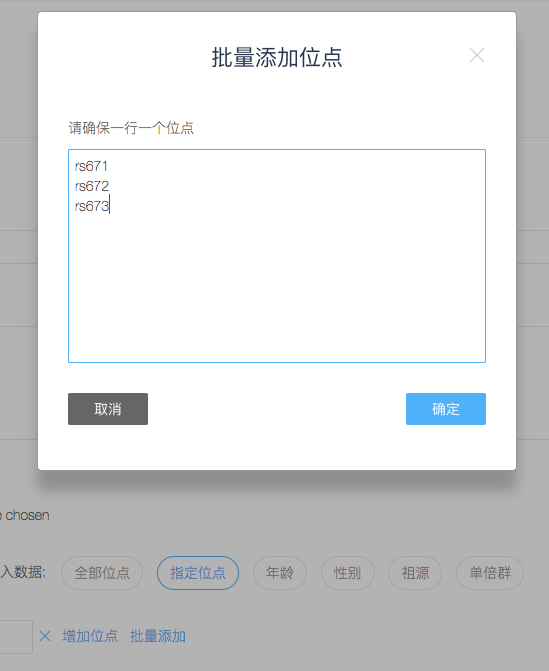 批量添加位点
请确保一行一个位点
rs671
rs672
rs673
取消
确定
chosen
入数据:
全部位点
指定位点
年龄
性别
祖源
单倍群
增加位点
批量添加